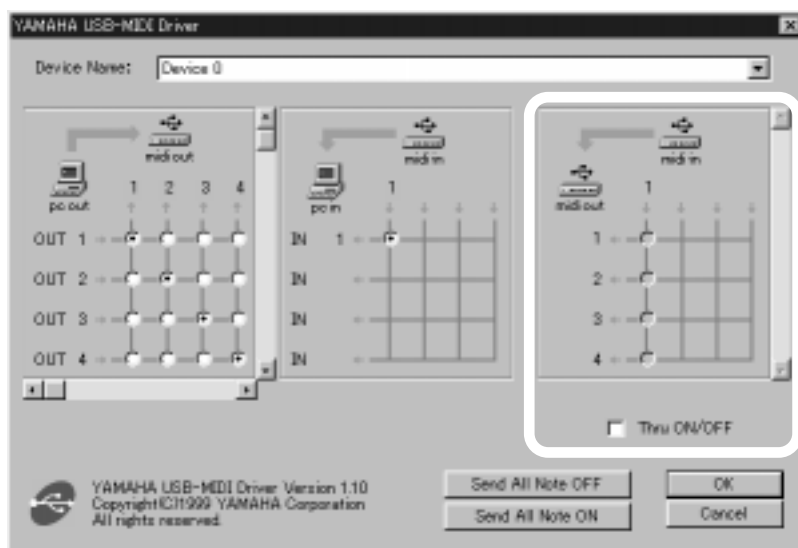 YAMAHA USB-MIDI Driver
Device Name: Device 0
midi out
pc out
1 2 3 4
OUT 1
OUT 2
OUT 3
OUT 4
midi in
pc in
1
IN 1
IN
IN
IN
midi in
midi out
1
1
2
3
4
Thru ON/OFF
YAMAHA USB-MIDI Driver Version 1.10
Copyright(C)1999 YAMAHA Corporation
All rights reserved.
Send All Note OFF
Send All Note ON
OK
Cancel